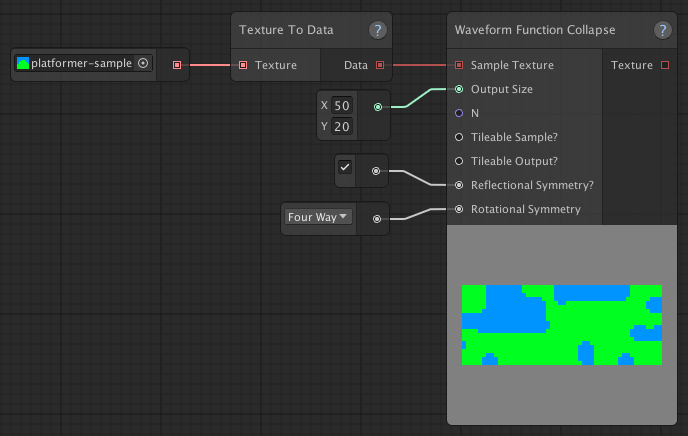 Texture To Data ?
Waveform Function Collapse ?
platformer-sample
Texture
Data
Sample Texture
Texture
Output Size
X 50
Y 20
N
Tileable Sample?
Tileable Output?
Reflectional Symmetry?
Four Way
Rotational Symmetry